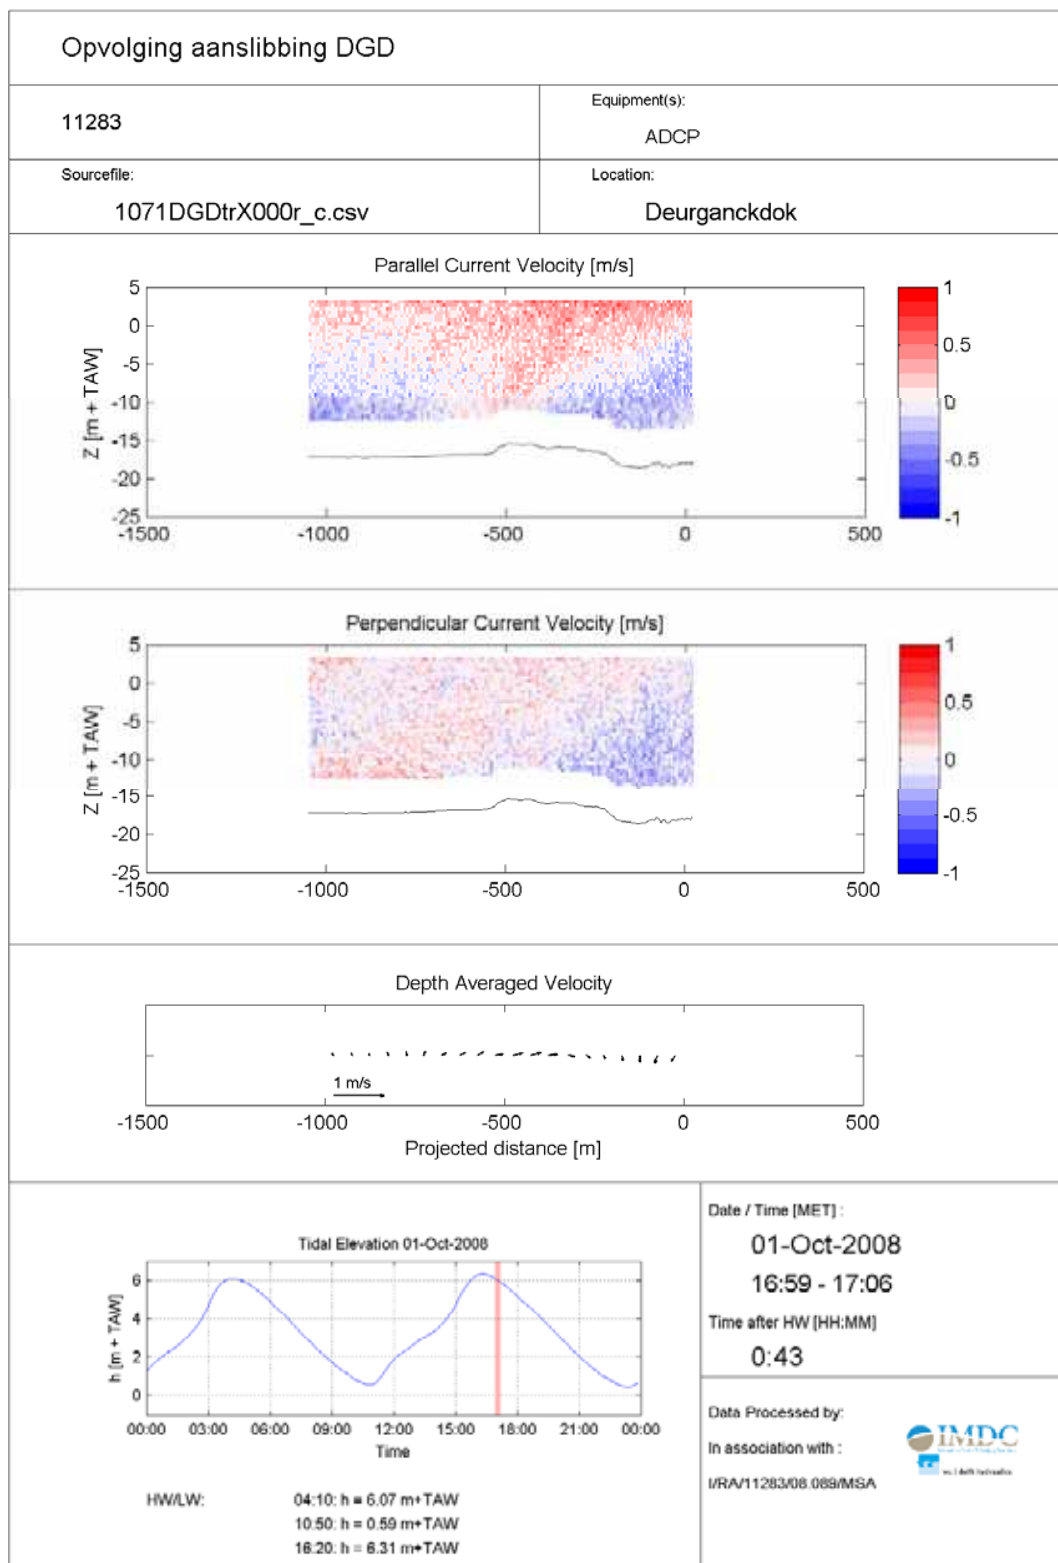 Opvolging aanslibbing DGD
11283
Equipment(s):
ADCP
Sourcefile:
1071DGDtrX000r_c.csv
Location:
Deurganckdok
Parallel Current Velocity [m/s]
5
0
-5
-10
-15
-20
-25
Z [m + TAW]
-1500
-1000
-500
0
500
1
0.5
0
-0.5
-1
Perpendicular Current Velocity [m/s]
5
0
-5
-10
-15
-20
-25
Z [m + TAW]
-1500
-1000
-500
0
500
1
0.5
0
-0.5
-1
Depth Averaged Velocity
1 m/s
-1500
-1000
-500
0
500
Projected distance [m]
Tidal Elevation 01-Oct-2008
6
4
2
0
h [m + TAW]
00:00
03:00
06:00
09:00
12:00
15:00
18:00
21:00
00:00
Time
HW/LW:
04:10: h = 6.07 m+TAW
10:50: h = 0.59 m+TAW
16:20: h = 6.31 m+TAW
Date / Time [MET] :
01-Oct-2008
16:59 - 17:06
Time after HW [HH:MM]
0:43
Data Processed by:
IMDC
In association with :
wl | delft hydraulics
I/RA/11283/08.089/MSA